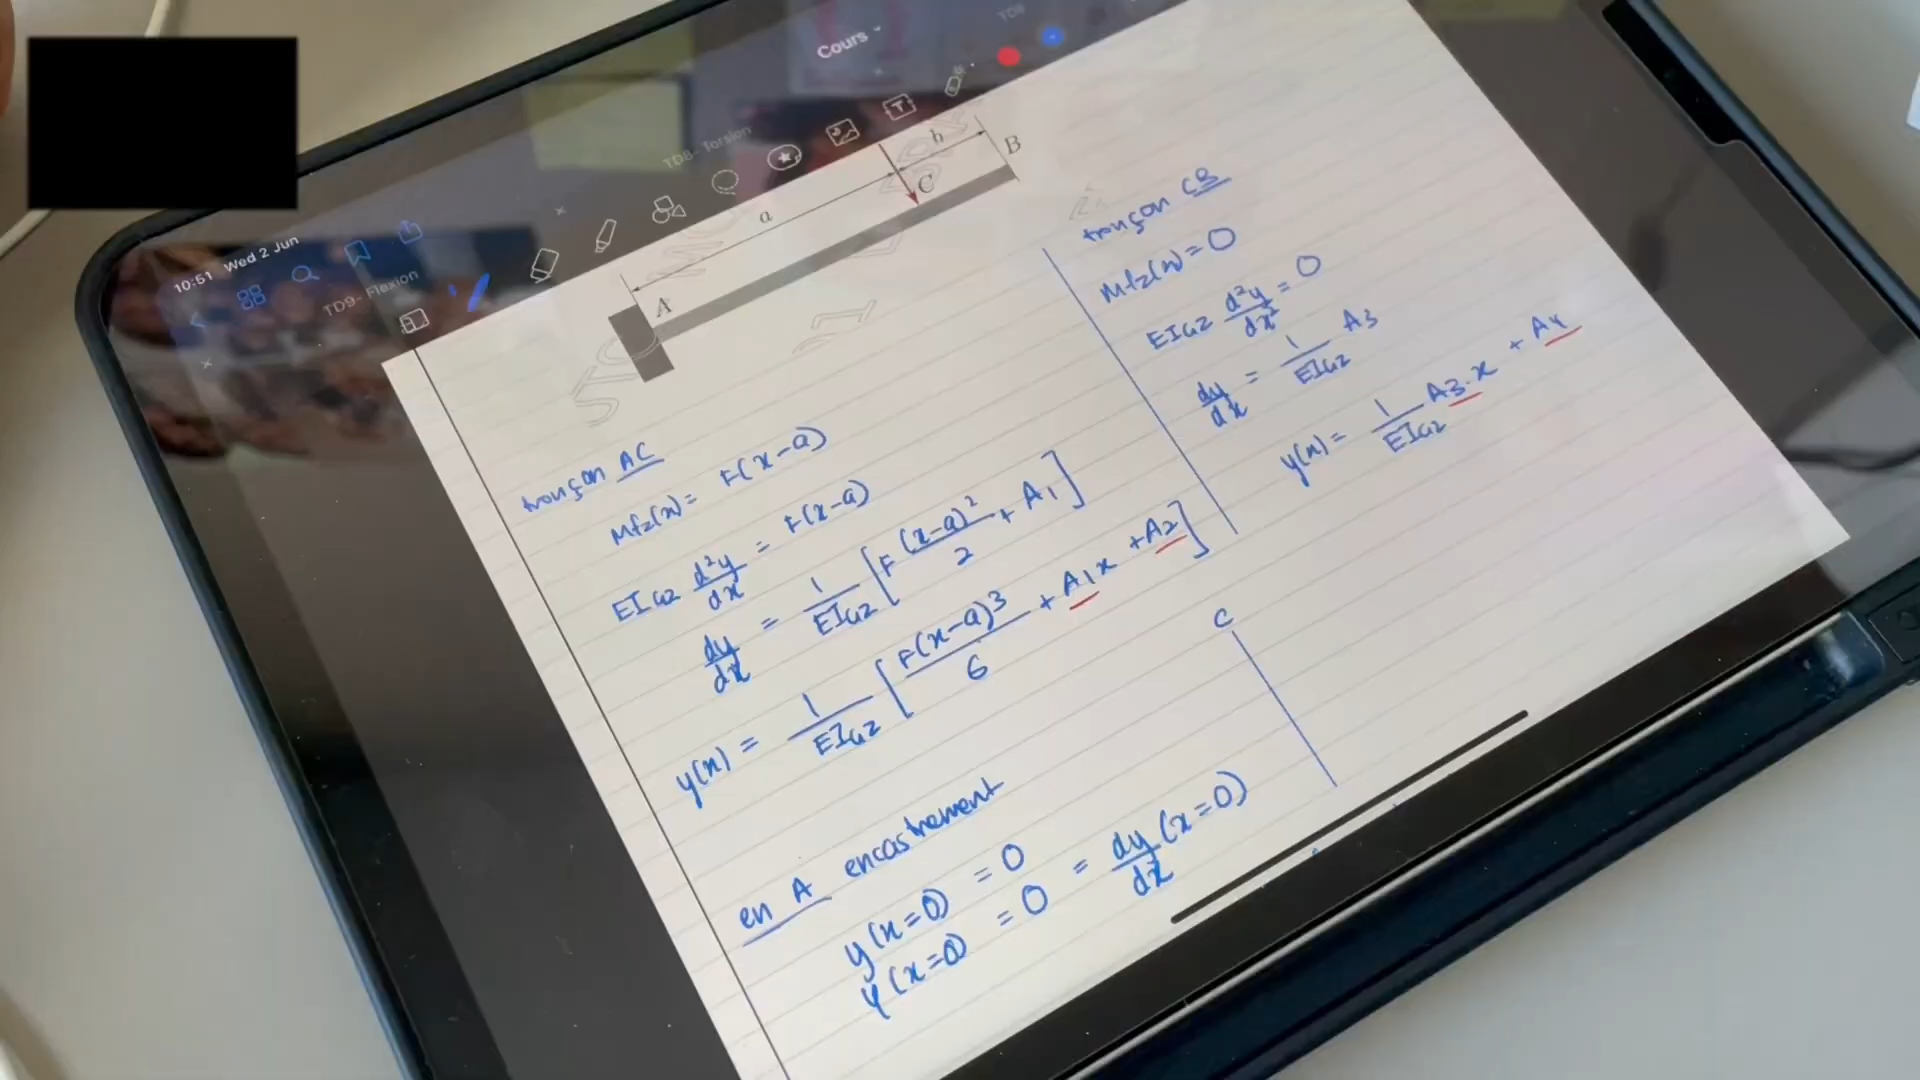 10:51 Wed 2 Jun
Cours
TD8
TD9- Flexion
TD8- Torsion
a
b
A
C
B
tronçon AC
Mfz(x)= F(x-a)
EIGZ d²y/dx = F(x-a)
dy/dx = 1/EIGZ [F (x-a)²/2 + A1]
y(x) = 1/EIGZ [F(x-a)3/6 + A1x +A2]
tronçon CB
Mfz(x)=0
EIGZ d²y/dx² = 0
dy/dx = 1/EIGZ A3
y(x)= 1/EIGZ A3.x + A4
en A encastrement
y(x=0) = 0
y(x=0) = 0 = dy/dx (x=0)
C